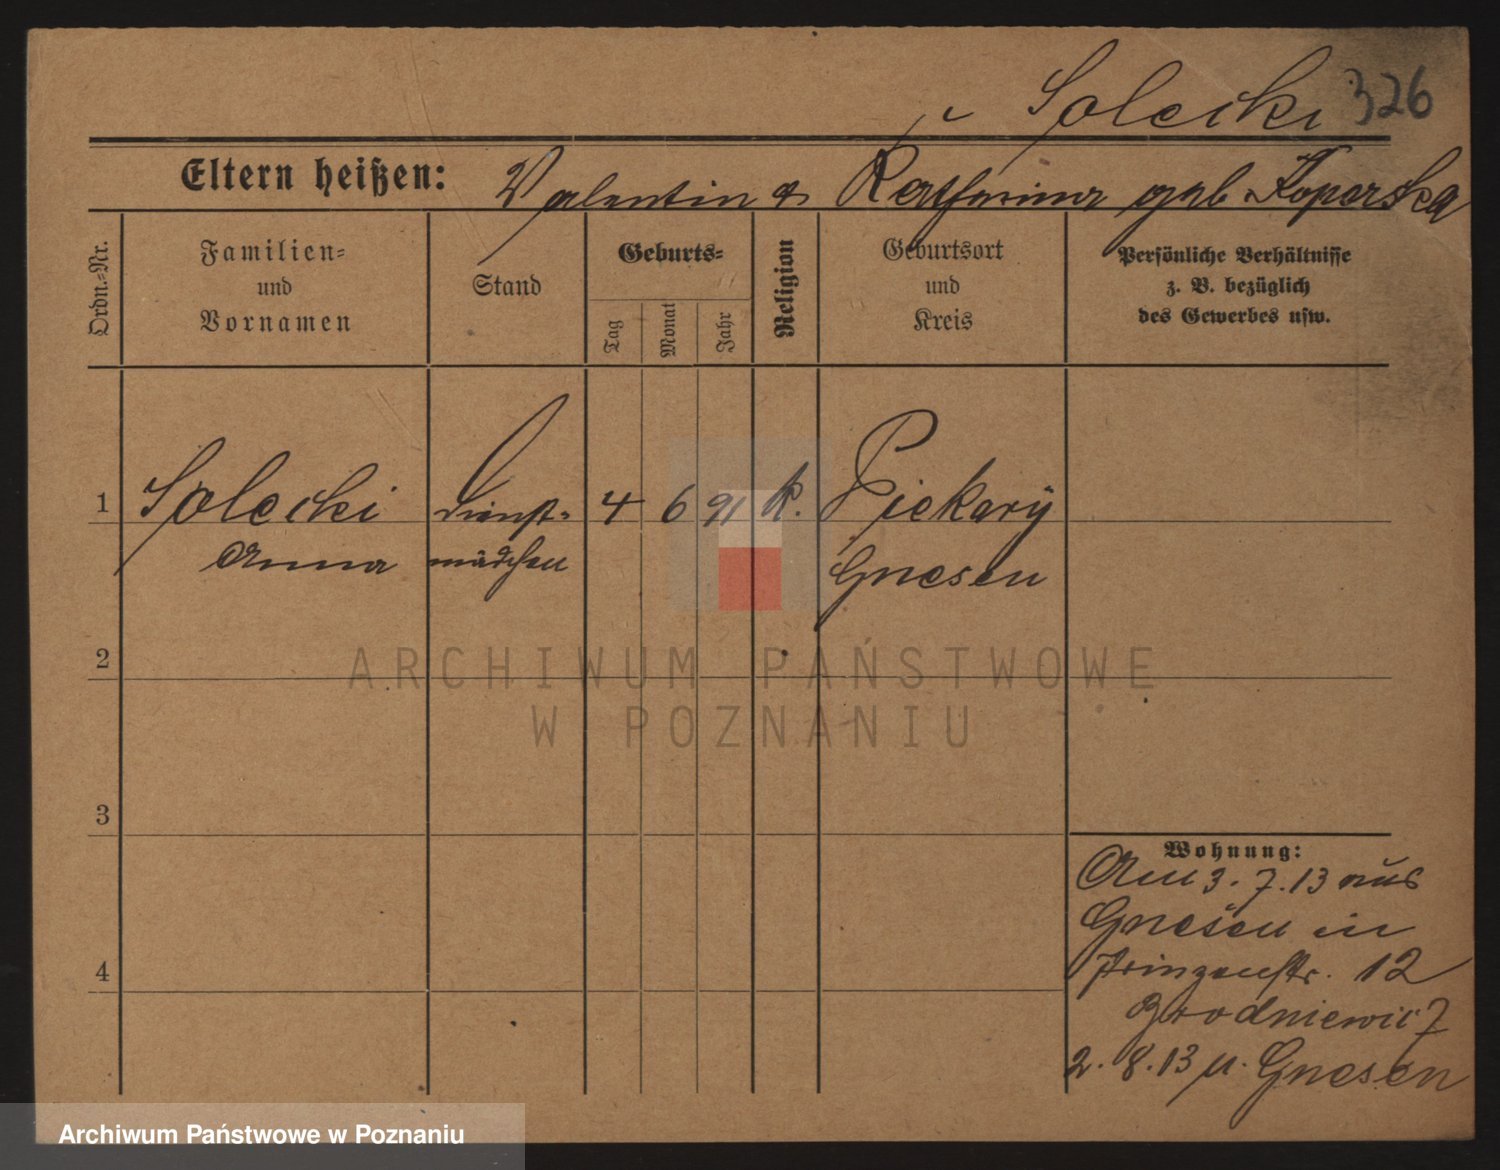 Solecki 326
Eltern heißen: Valentin & Katharina geb. Koperska
Ordn.-Nr.
Familien-
und
Vornamen
Stand
Geburts-
Tag
Monat
Jahr
Religion
Geburtsort
und
Kreis
Persönliche Verhältnisse
z. B. bezüglich
des Gewerbes usw.
1 Solecki Dienst- 4 6 91 K. Piekary
Anna mädchen Gnesen
2
ARCHIWUM PAŃSTWOWE
W POZNANIU
3
Wohnung:
Am 3. 7. 13 aus
Gnesen in
Prinzenstr. 12
Brodniewicz
4
2. 8. 13 n. Gnesen
Archiwum Państwowe w Poznaniu